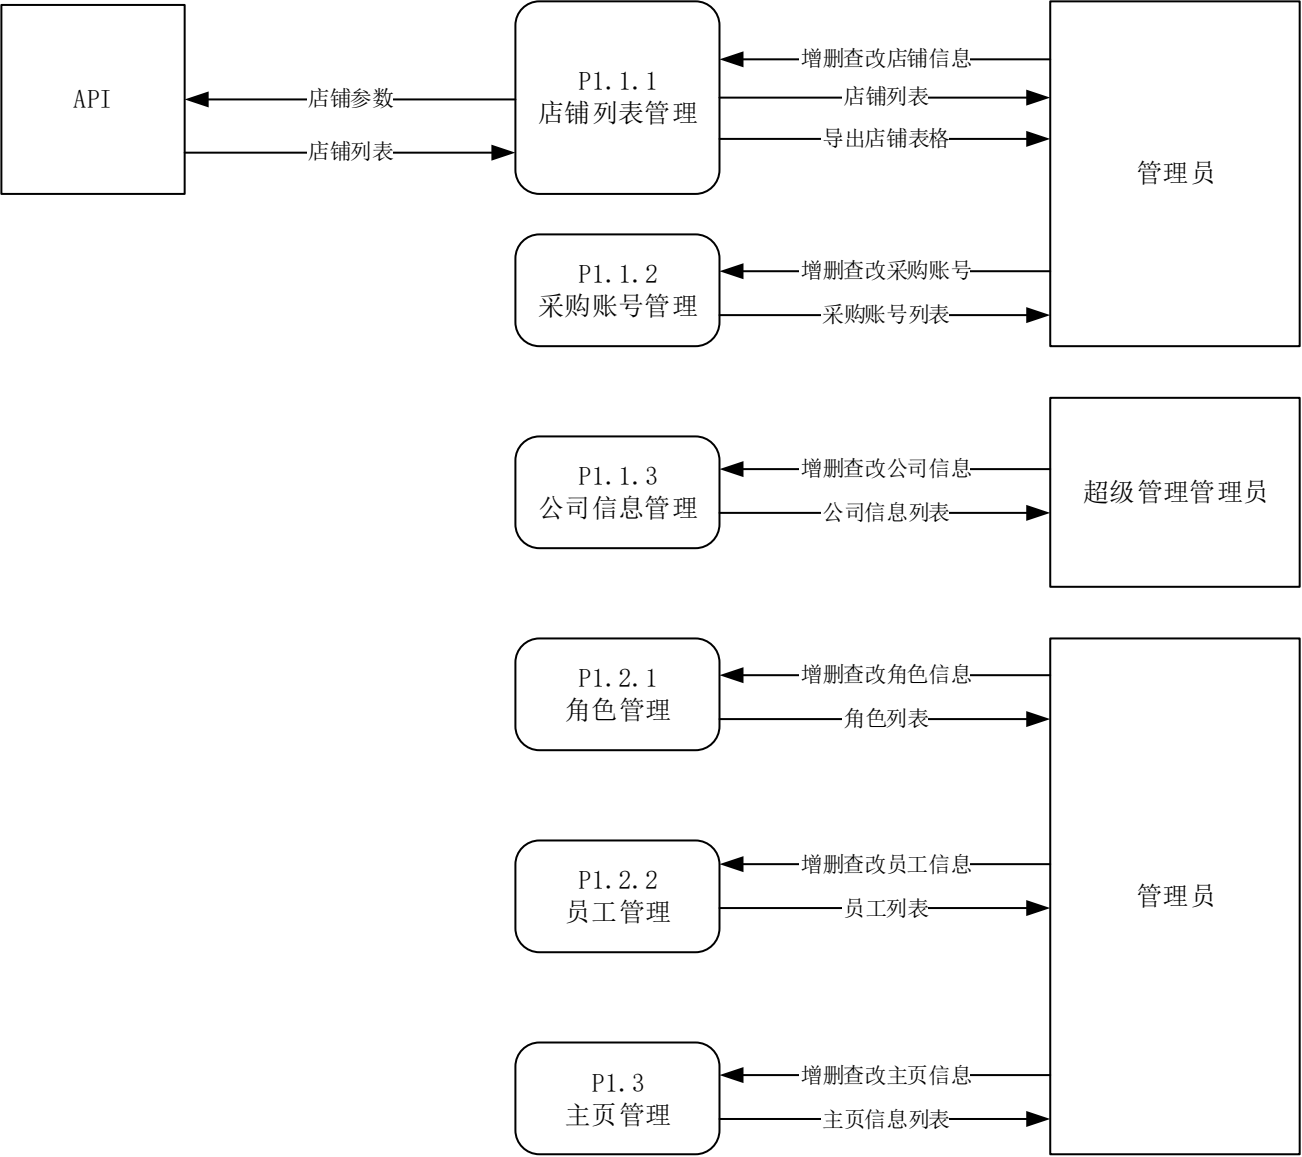 API
店铺参数
店铺列表
P1.1.1
店铺列表管理
增删查改店铺信息
店铺列表
导出店铺表格
管理员
P1.1.2
采购账号管理
增删查改采购账号
采购账号列表
P1.1.3
公司信息管理
增删查改公司信息
公司信息列表
超级管理管理员
P1.2.1
角色管理
增删查改角色信息
角色列表
P1.2.2
员工管理
增删查改员工信息
员工列表
管理员
P1.3
主页管理
增删查改主页信息
主页信息列表